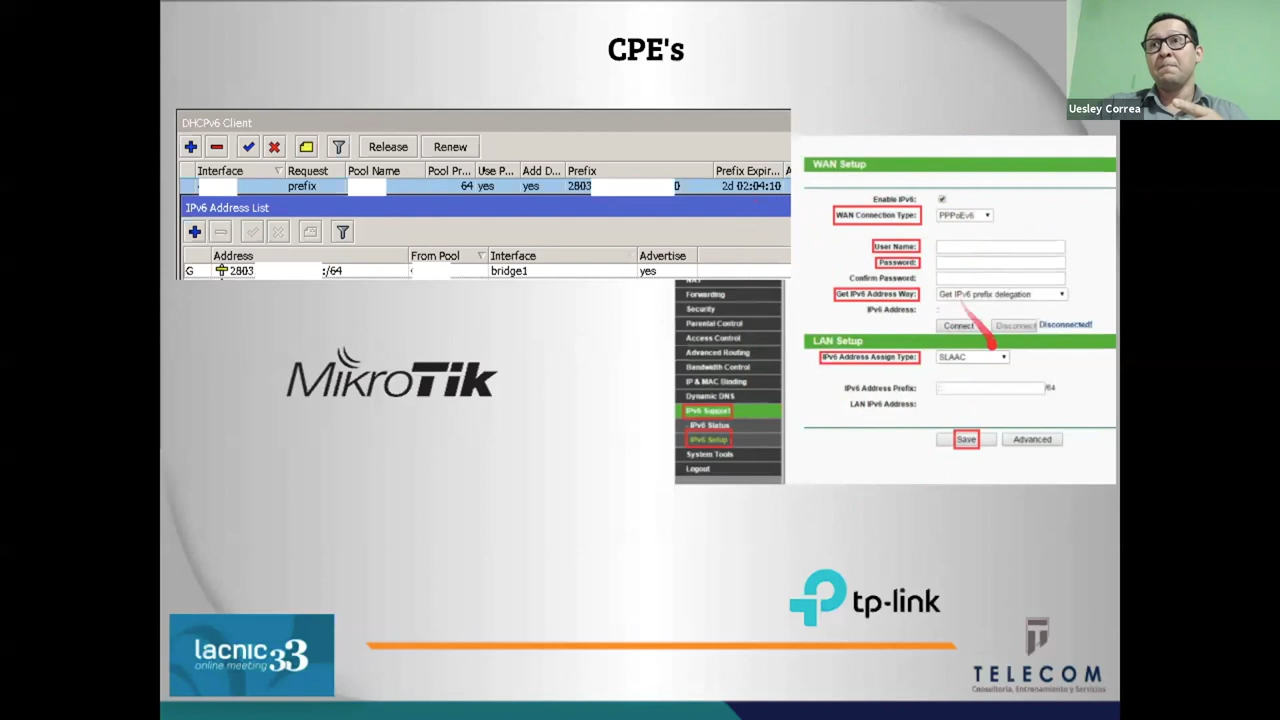 CPE's
Uesley Correa
DHCPv6 Client
Release
Renew
Interface Request Pool Name Pool Pr... Use P... Add D... Prefix Prefix Expir...
prefix 64 yes yes 2803 0 2d 02:04:10
IPv6 Address List
Address From Pool Interface Advertise
G 2803 :/64 bridge1 yes
WAN Setup
Enable IPv6:
WAN Connection Type: PPPoEv6
User Name:
Password:
Confirm Password:
Get IPv6 Address Way: Get IPv6 prefix delegation
IPv6 Address: :
Connect Disconnect Disconnected!
LAN Setup
IPv6 Address Assign Type: SLAAC
IPv6 Address Prefix: : /64
LAN IPv6 Address:
Save Advanced
NAT
Forwarding
Security
Parental Control
Access Control
Advanced Routing
Bandwidth Control
IP & MAC Binding
Dynamic DNS
IPv6 Support
- IPv6 Status
- IPv6 Setup
System Tools
Logout
MikroTik
tp-link
lacnic 33
online meeting
TELECOM
Consultoría, Entrenamiento y Servicios